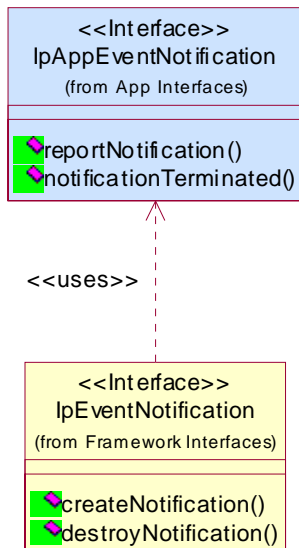 <<Interface>>
IpAppEventNotification
(from App Interfaces)
reportNotification()
notificationTerminated()
<<uses>>
<<Interface>>
IpEventNotification
(from Framework Interfaces)
createNotification()
destroyNotification()